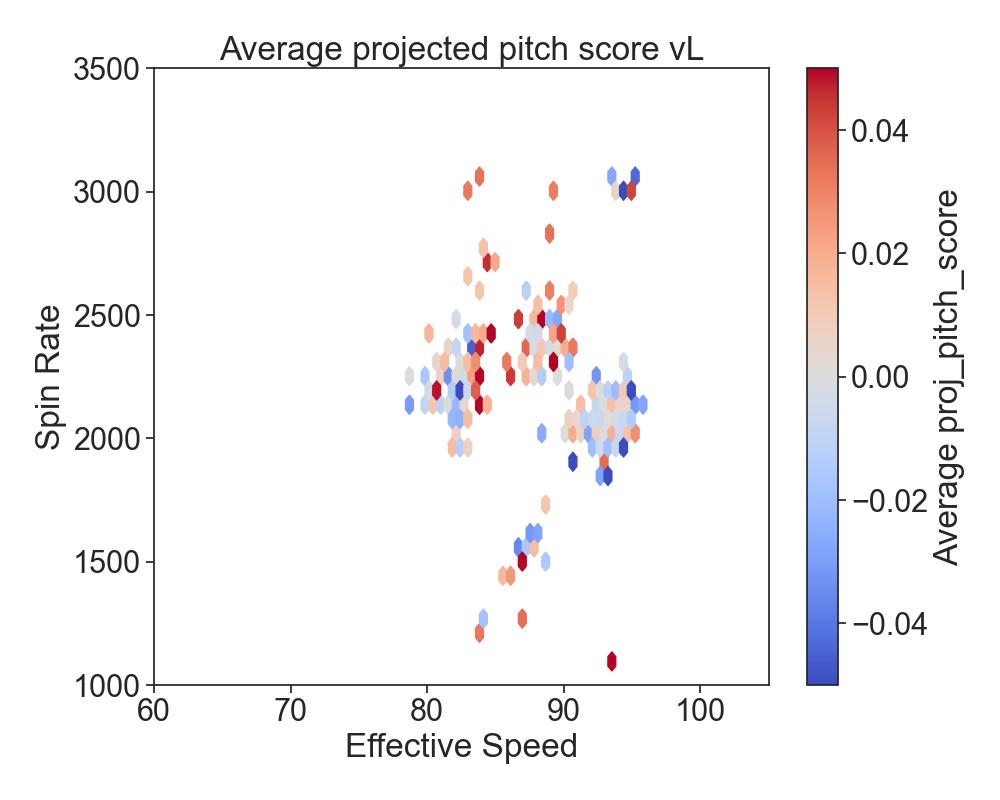 Average projected pitch score vL
3500
3000
2500
2000
1500
1000
Spin Rate
60 70 80 90 100
Effective Speed
0.04
0.02
0.00
−0.02
−0.04
Average proj_pitch_score